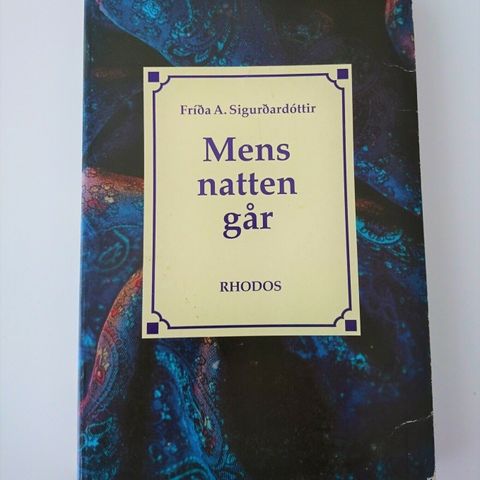 Fríða A. Sigurðardóttir
Mens
natten
går
RHODOS